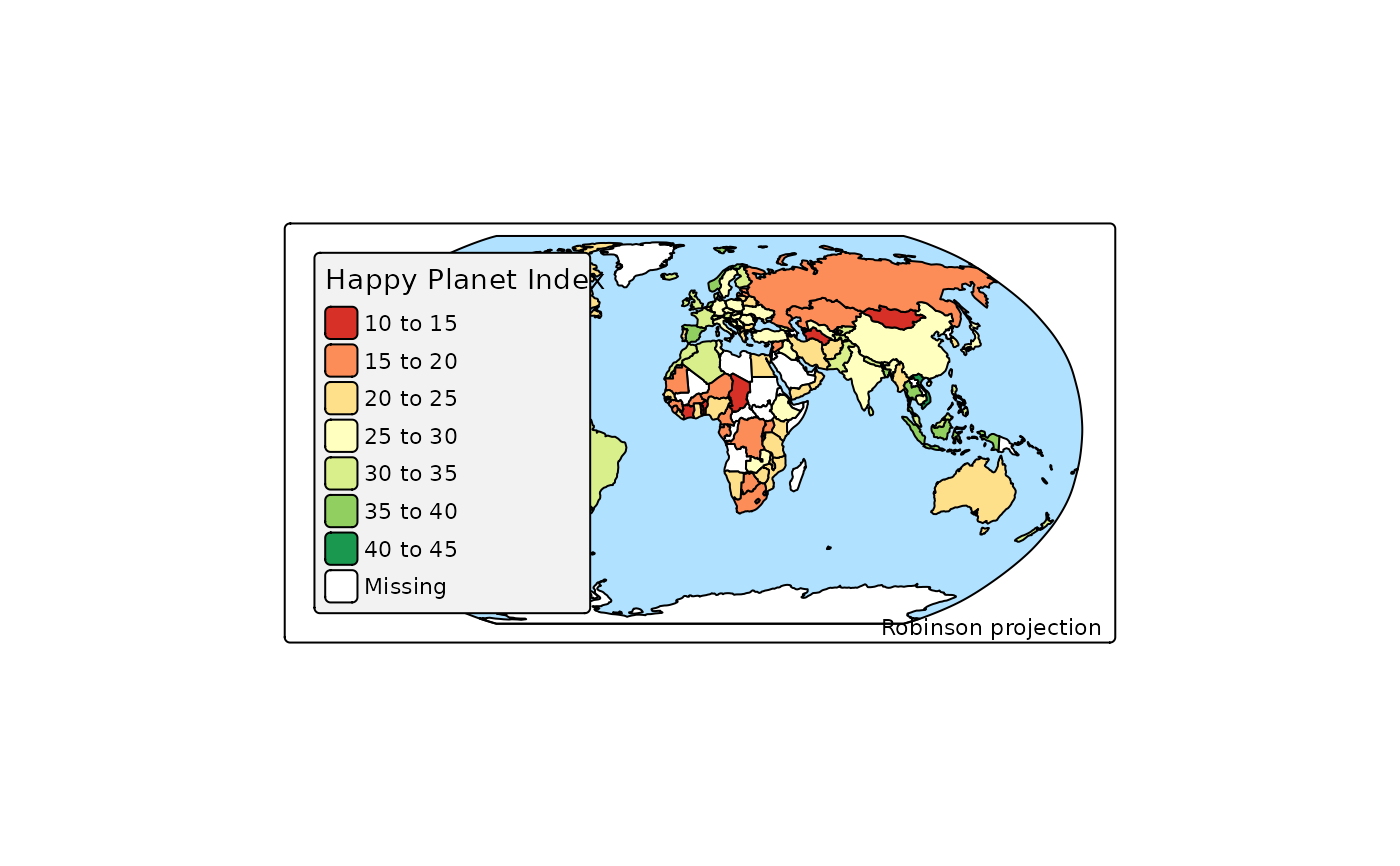 Happy Planet Index
10 to 15
15 to 20
20 to 25
25 to 30
30 to 35
35 to 40
40 to 45
Missing
Robinson projection